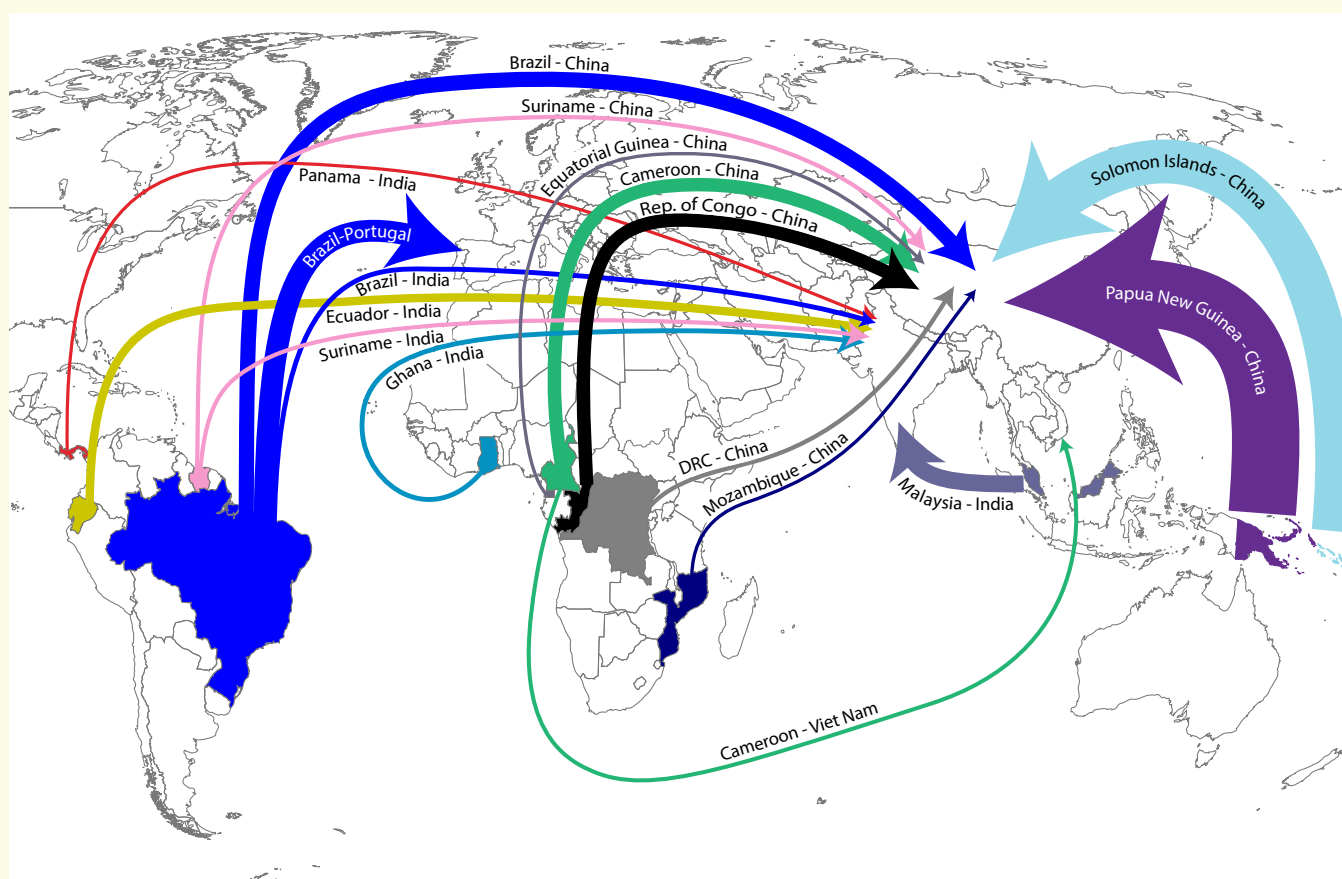 Brazil - China
Suriname - China
Equatorial Guinea - China
Cameroon - China
Solomon Islands - China
Panama - India
Rep. of Congo - China
Brazil-Portugal
Brazil - India
Papua New Guinea - China
Ecuador - India
Suriname - India
Ghana - India
DRC - China
Mozambique - China
Malaysia - India
Cameroon - Viet Nam